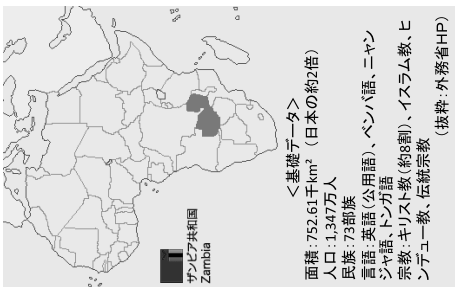 ザンビア共和国
Zambia
＜基礎データ＞
面積：752.61千km² （日本の約2倍）
人口：1,347万人
民族：73部族
言語：英語（公用語）、ベンバ語、ニャン
ジャ語、トンガ語
宗教：キリスト教（約8割）、イスラム教、ヒ
ンデュー教、伝統宗教
（抜粋：外務省HP）